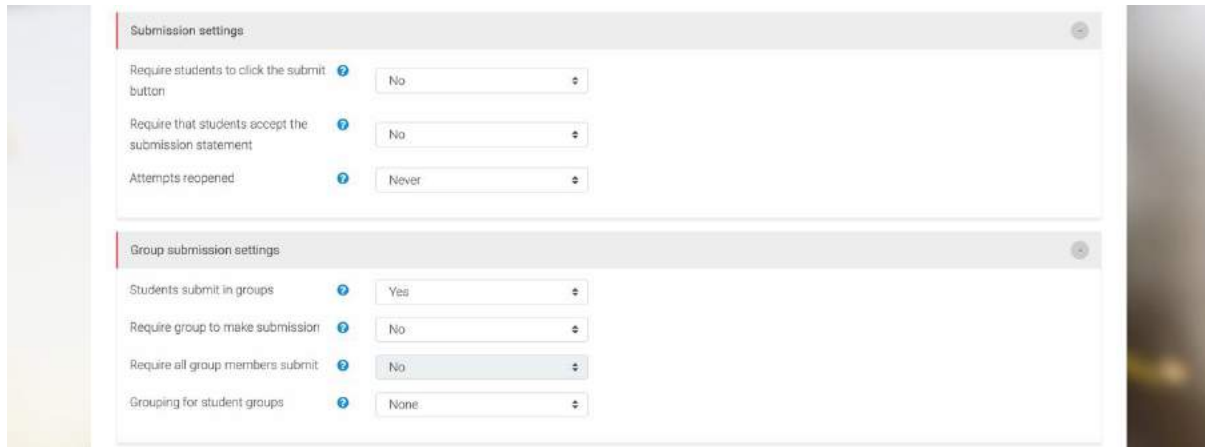 Submission settings
Require students to click the submit
button
No
Require that students accept the
submission statement
No
Attempts reopened
Never
Group submission settings
Students submit in groups
Yes
Require group to make submission
No
Require all group members submit
No
Grouping for student groups
None